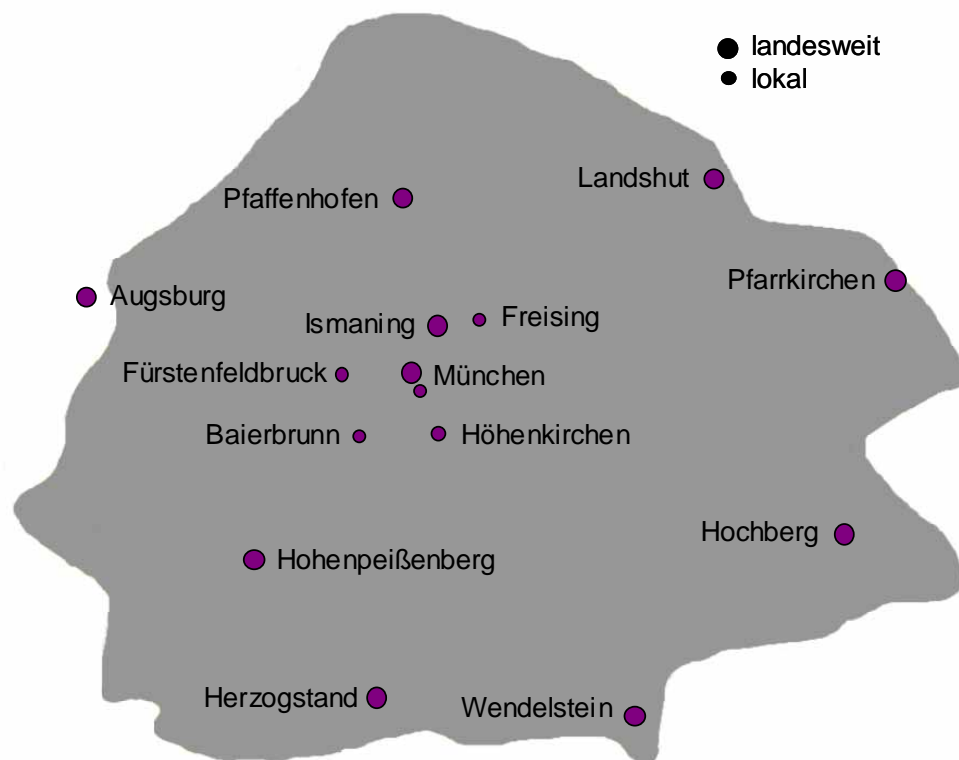 landesweit
lokal
Landshut
Pfaffenhofen
Pfarrkirchen
Augsburg
Ismaning
Freising
Fürstenfeldbruck
München
Baierbrunn
Höhenkirchen
Hochberg
Hohenpeißenberg
Herzogstand
Wendelstein